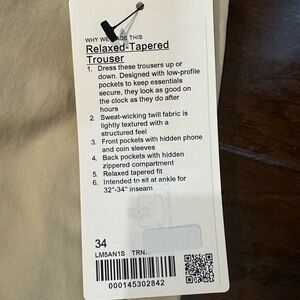 WHY WE MADE THIS
Relaxed-Tapered
Trouser
1. Dress these trousers up or
down. Designed with low-profile
pockets to keep essentials
secure, they look as good on
the clock as they do after
hours
2. Sweat-wicking twill fabric is
lightly textured with a
structured feel
3. Front pockets with hidden phone
and coin sleeves
4. Back pockets with hidden
zippered compartment
5. Relaxed tapered fit
6. Intended to sit at ankle for
32"-34" inseam
34
LM5AN1S TRN
000145302842